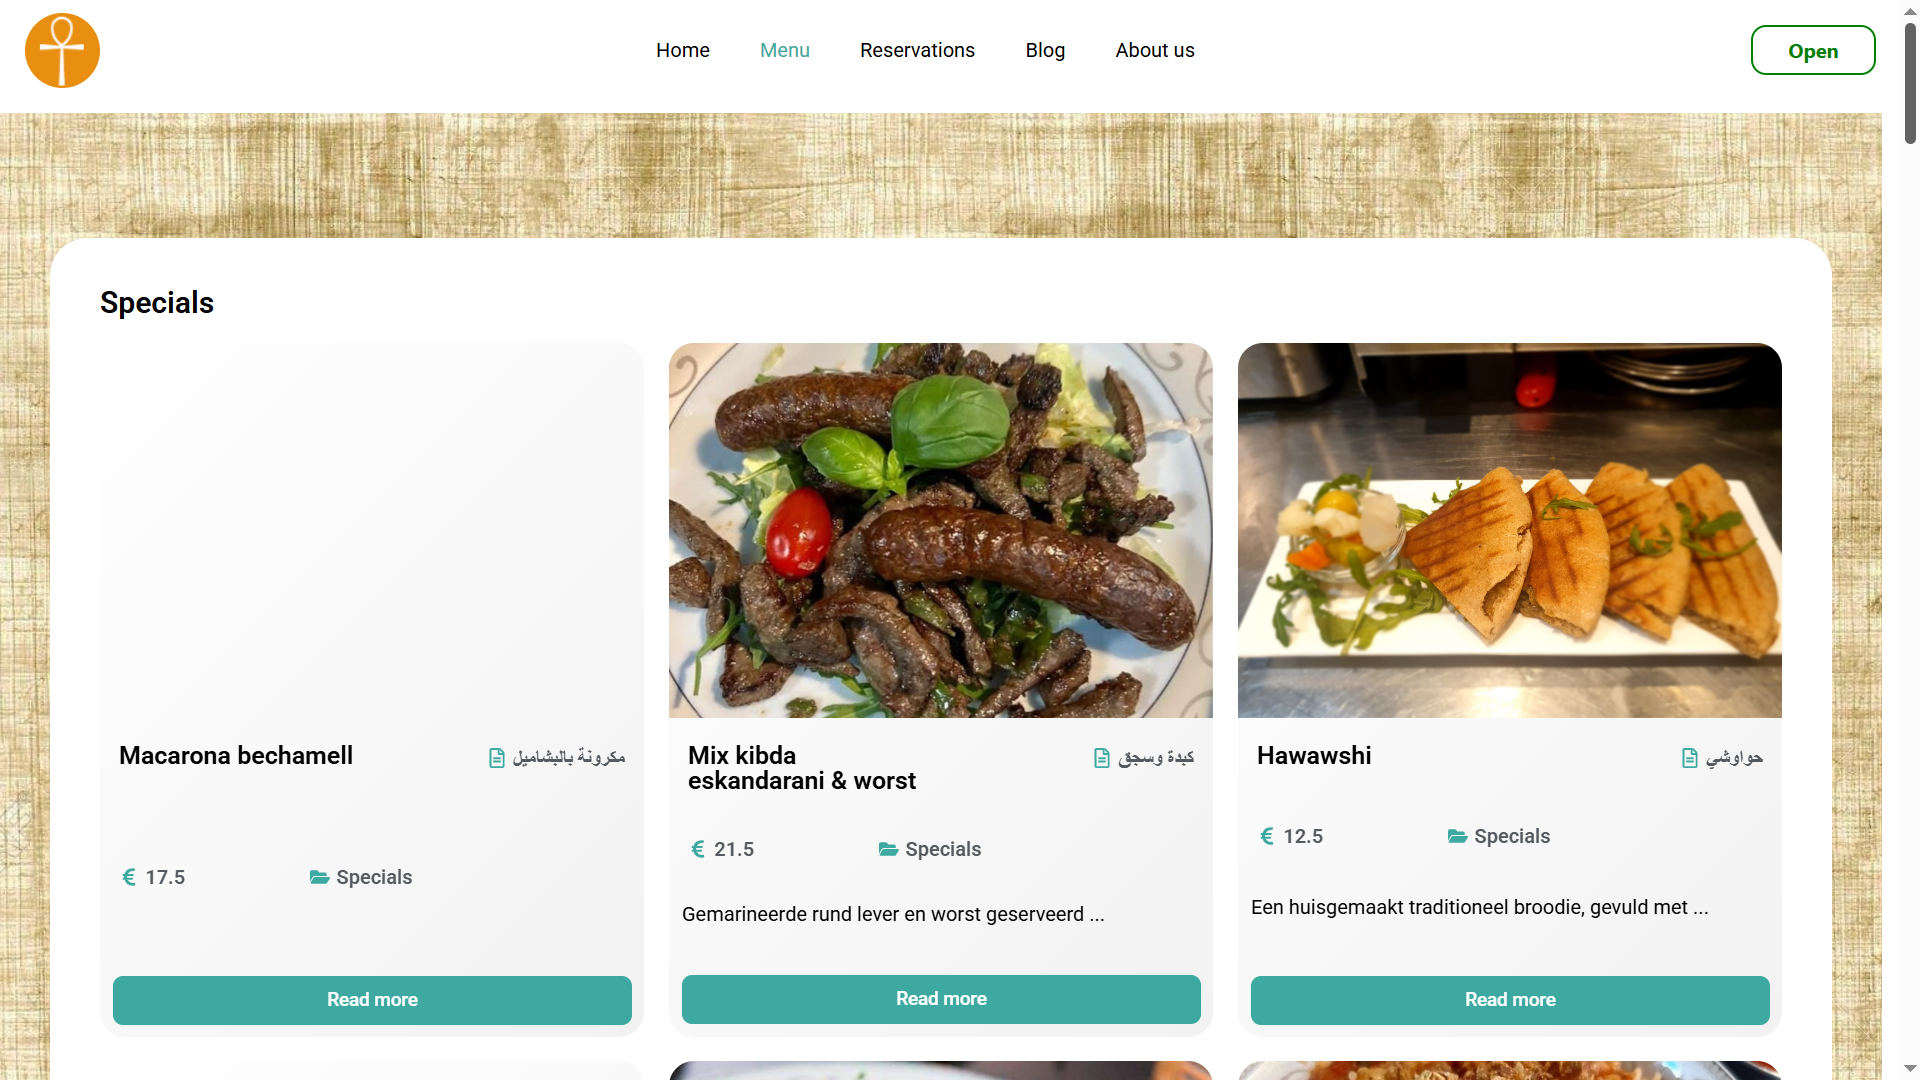 Home
Menu
Reservations
Blog
About us
Open
Specials
Macarona bechamell
مكرونة بالبشاميل
€ 17.5
Specials
Read more
Mix kibda
eskandarani & worst
كبدة وسجق
€ 21.5
Specials
Gemarineerde rund lever en worst geserveerd ...
Read more
Hawawshi
حواوشي
€ 12.5
Specials
Een huisgemaakt traditioneel broodie, gevuld met ...
Read more